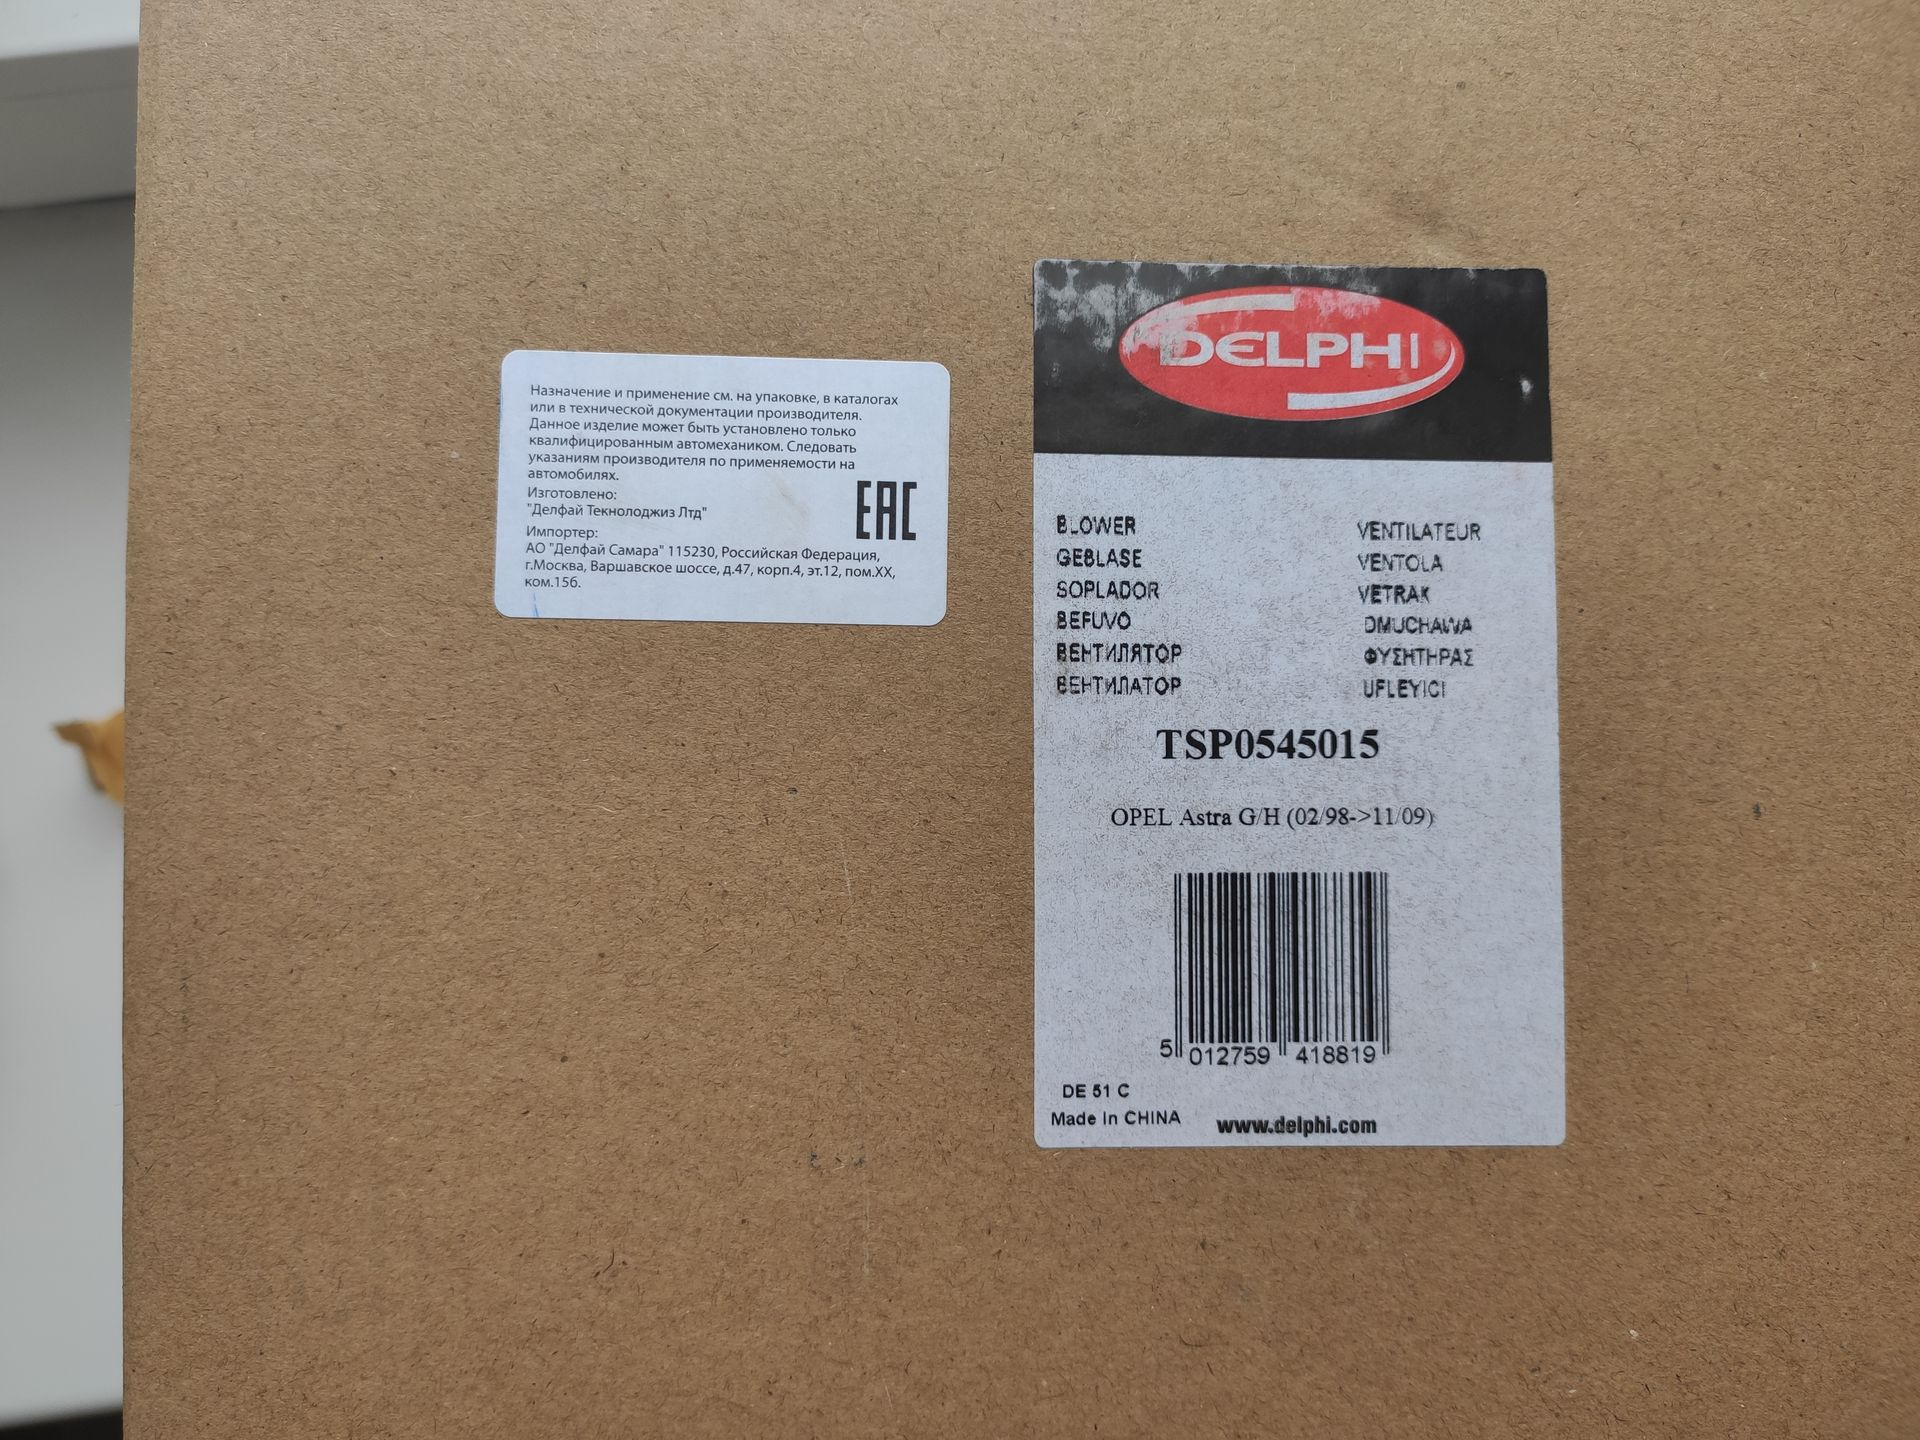 Назначение и применение см. на упаковке, в каталогах
или в технической документации производителя.
Данное изделие может быть установлено только
квалифицированным автомехаником. Следовать
указаниям производителя по применяемости на
автомобилях.
Изготовлено:
"Делфай Текнолоджиз Лтд"
Импортер:
АО "Делфай Самара" 115230, Российская Федерация,
г.Москва, Варшавское шоссе, д.47, корп.4, эт.12, пом.XX,
ком.15б.
EAC
DELPHI
BLOWER
GEBLASE
SOPLADOR
BEFUVO
ВЕНТИЛЯТОР
ВЕНТИЛАТОР
VENTILATEUR
VENTOLA
VETRAK
DMUCHAWA
ΦΥΣΗΤΗΡΑΣ
UFLEYICI
TSP0545015
OPEL Astra G/H (02/98->11/09)
5 012759 418819
DE 51 C
Made In CHINA
www.delphi.com